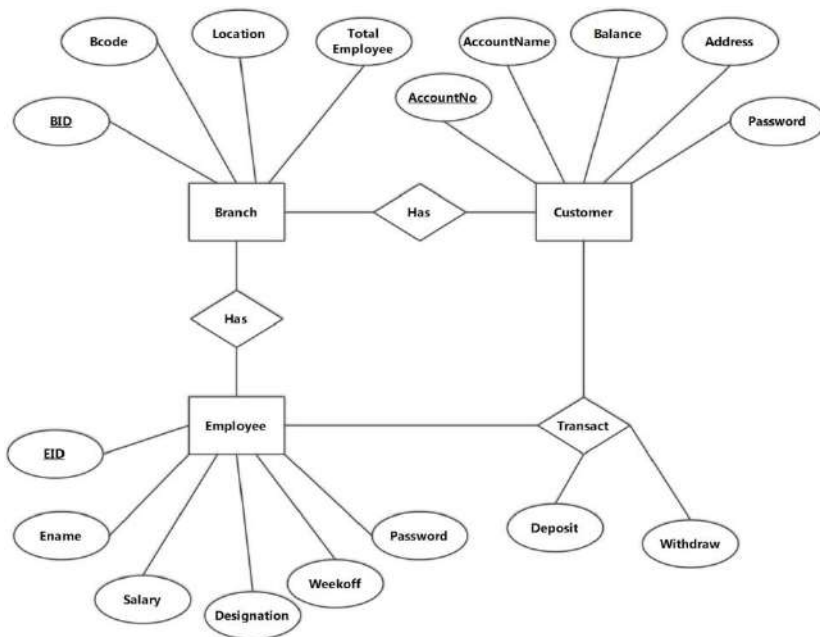 Bcode
Location
Total
Employee
AccountName
Balance
Address
BID
AccountNo
Password
Branch
Has
Customer
Has
Employee
Transact
EID
Ename
Salary
Designation
Weekoff
Password
Deposit
Withdraw